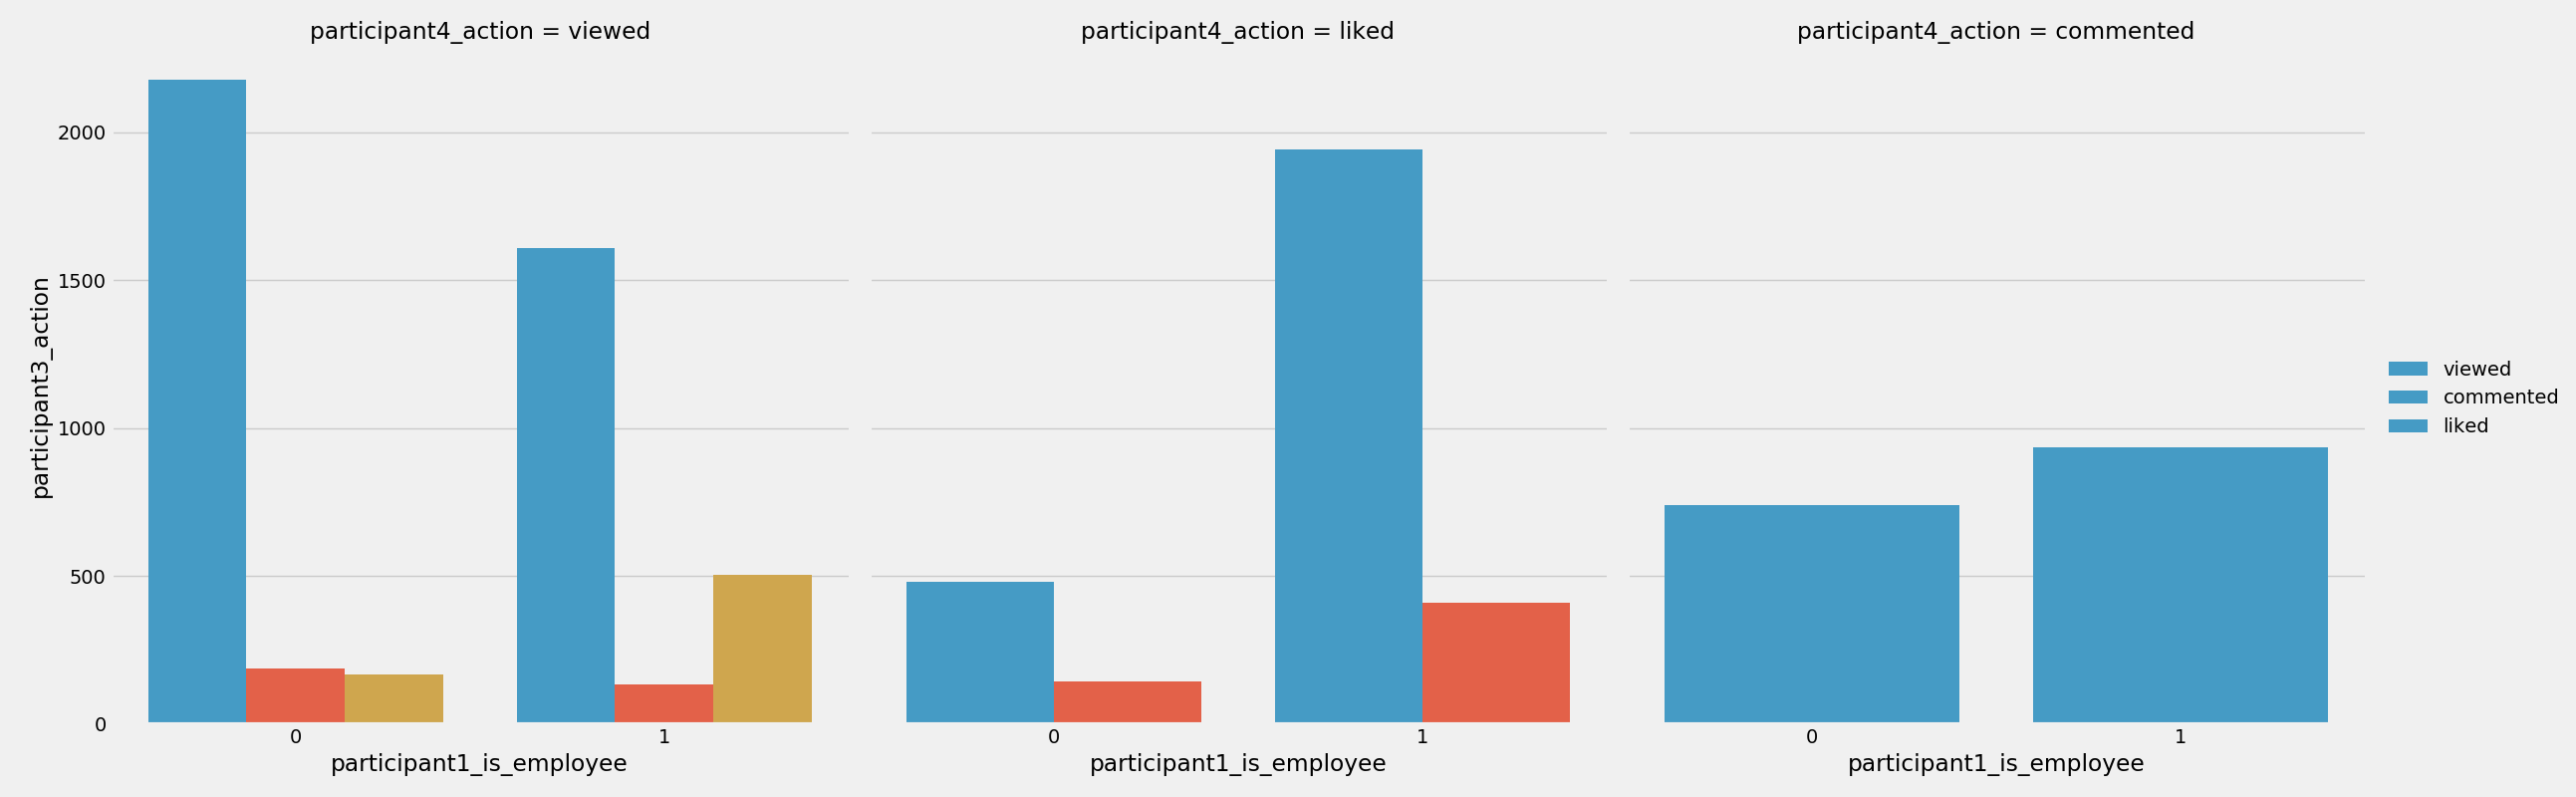 participant4_action = viewed
participant4_action = liked
participant4_action = commented
participant3_action
2000
1500
1000
500
0
0
1
0
1
0
1
participant1_is_employee
participant1_is_employee
participant1_is_employee
viewed
commented
liked